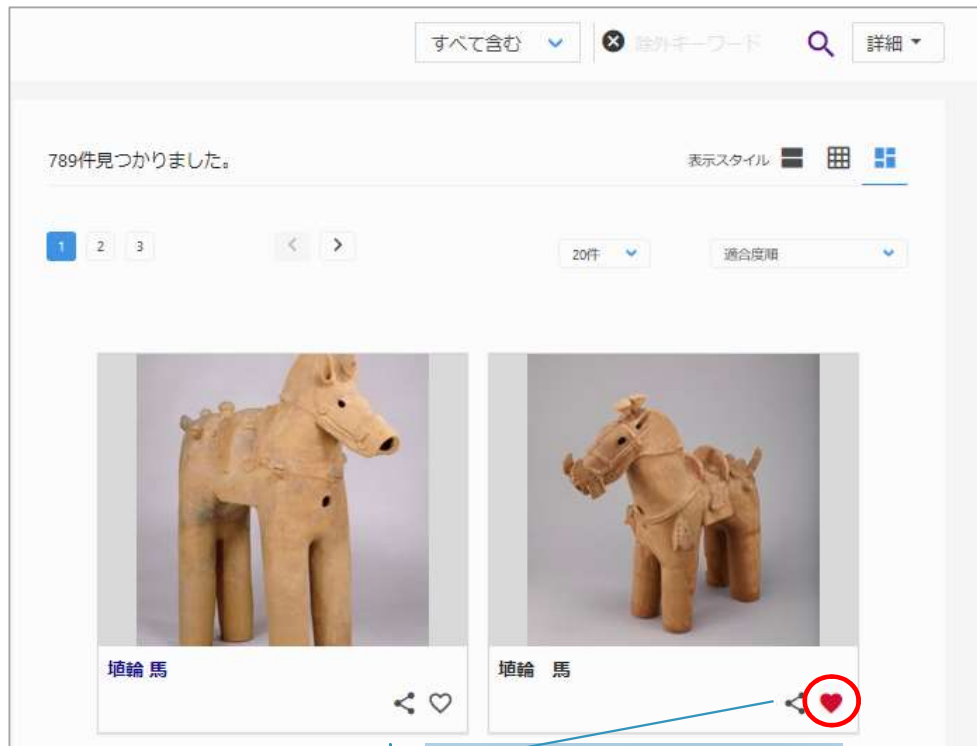 すべて含む
除外キーワード
詳細
789件見つかりました。
表示スタイル
1 2 3
20件
適合度順
埴輪 馬
埴輪　馬